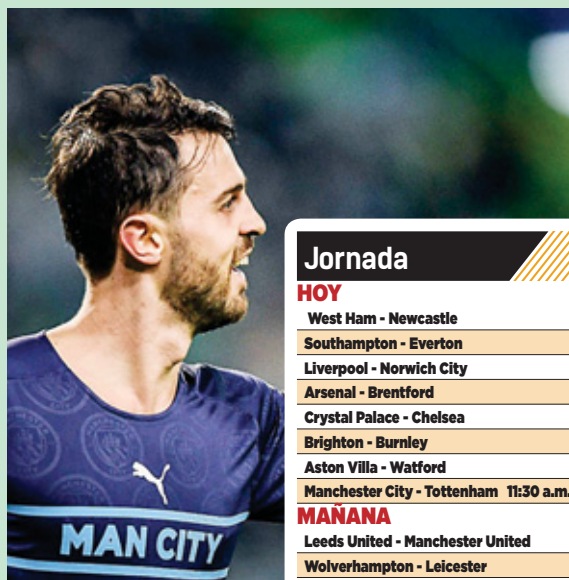 MAN CITY
Jornada
HOY
West Ham - Newcastle
Southampton - Everton
Liverpool - Norwich City
Arsenal - Brentford
Crystal Palace - Chelsea
Brighton - Burnley
Aston Villa - Watford
Manchester City - Tottenham 11:30 a.m.
MAÑANA
Leeds United - Manchester United
Wolverhampton - Leicester